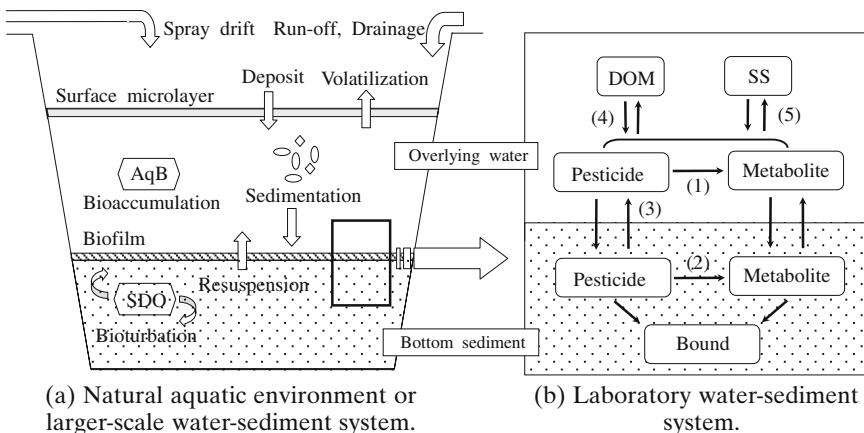 Spray drift Run-off, Drainage
Deposit Volatilization
Surface microlayer
AqB
Bioaccumulation
Sedimentation
Biofilm
Resuspension
SDO
Bioturbation
Overlying water
Bottom sediment
DOM
SS
(4)
(5)
Pesticide
(1)
Metabolite
(3)
Pesticide
(2)
Metabolite
Bound
(a) Natural aquatic environment or
larger-scale water-sediment system.
(b) Laboratory water-sediment
system.